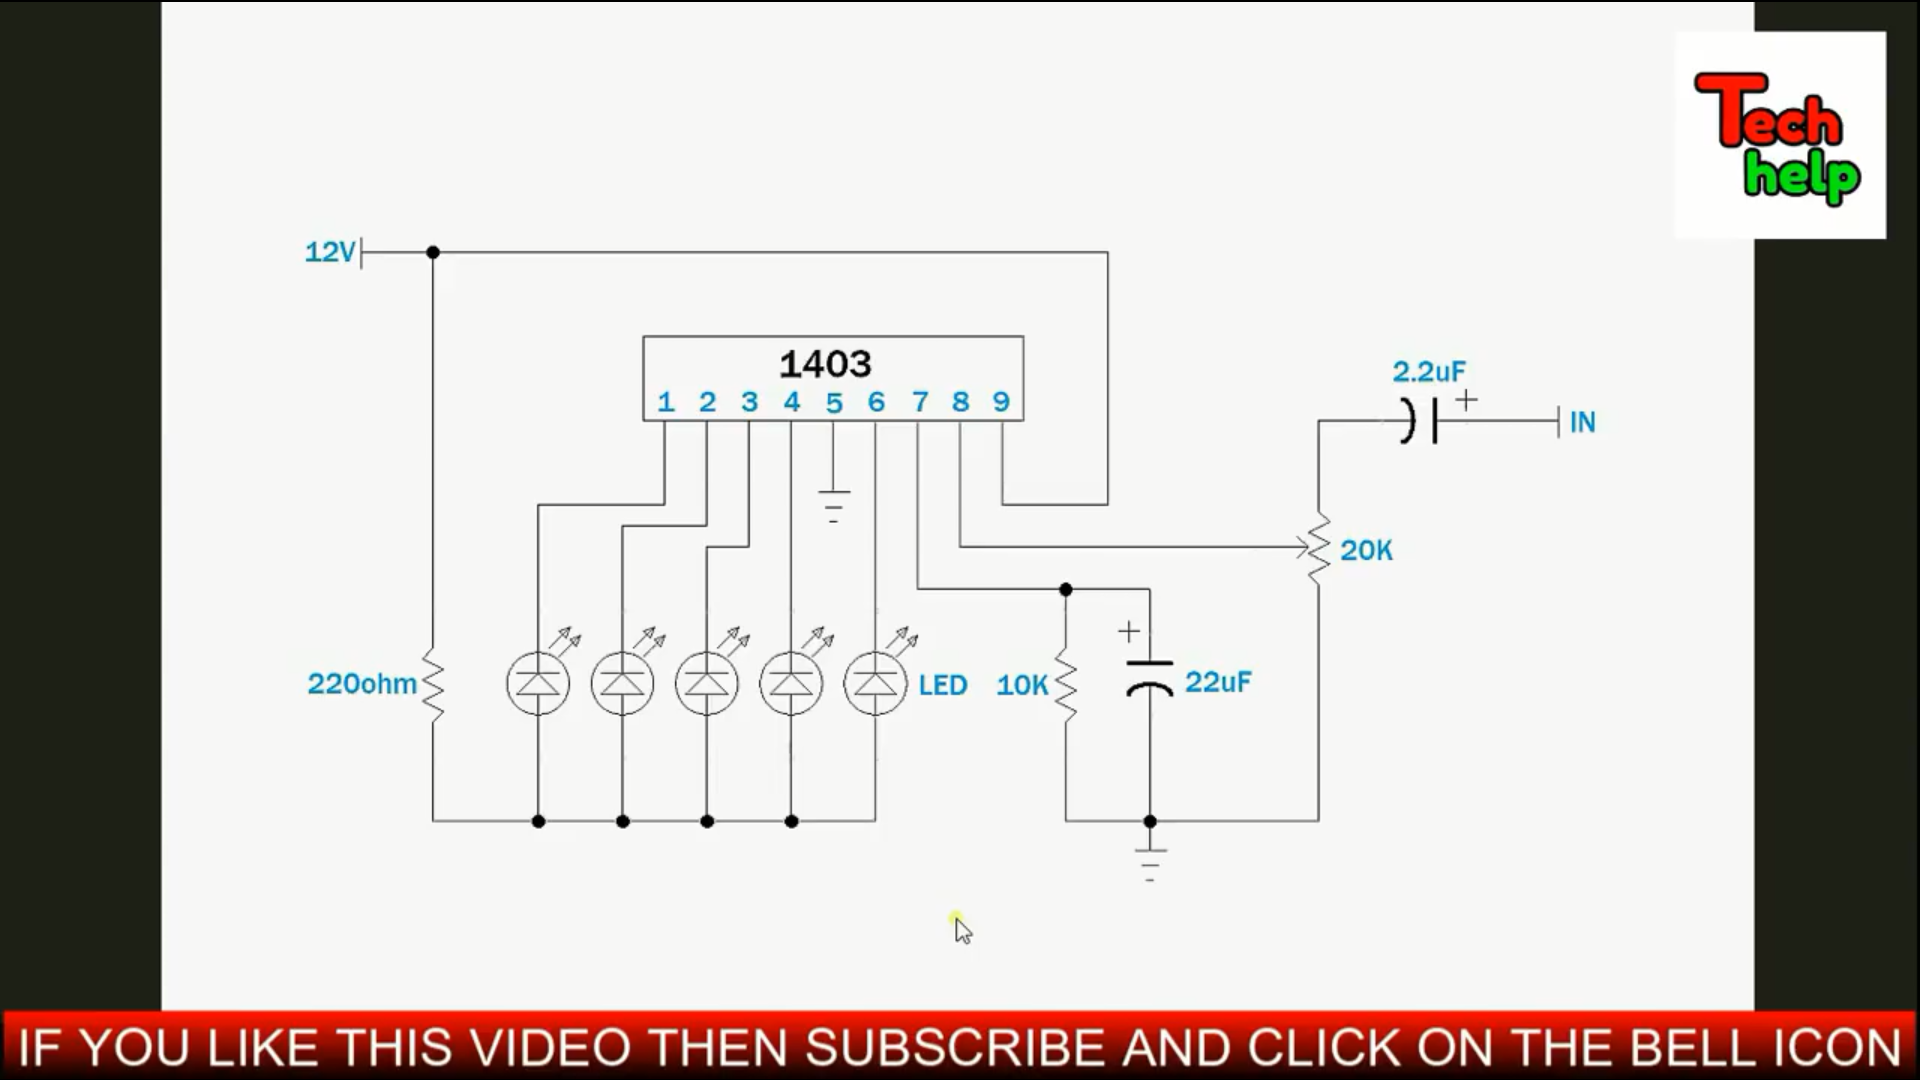 Tech
help
12V
1403
1 2 3 4 5 6 7 8 9
2.2uF
+
IN
20K
+
220ohm
LED
10K
22uF
IF YOU LIKE THIS VIDEO THEN SUBSCRIBE AND CLICK ON THE BELL ICON